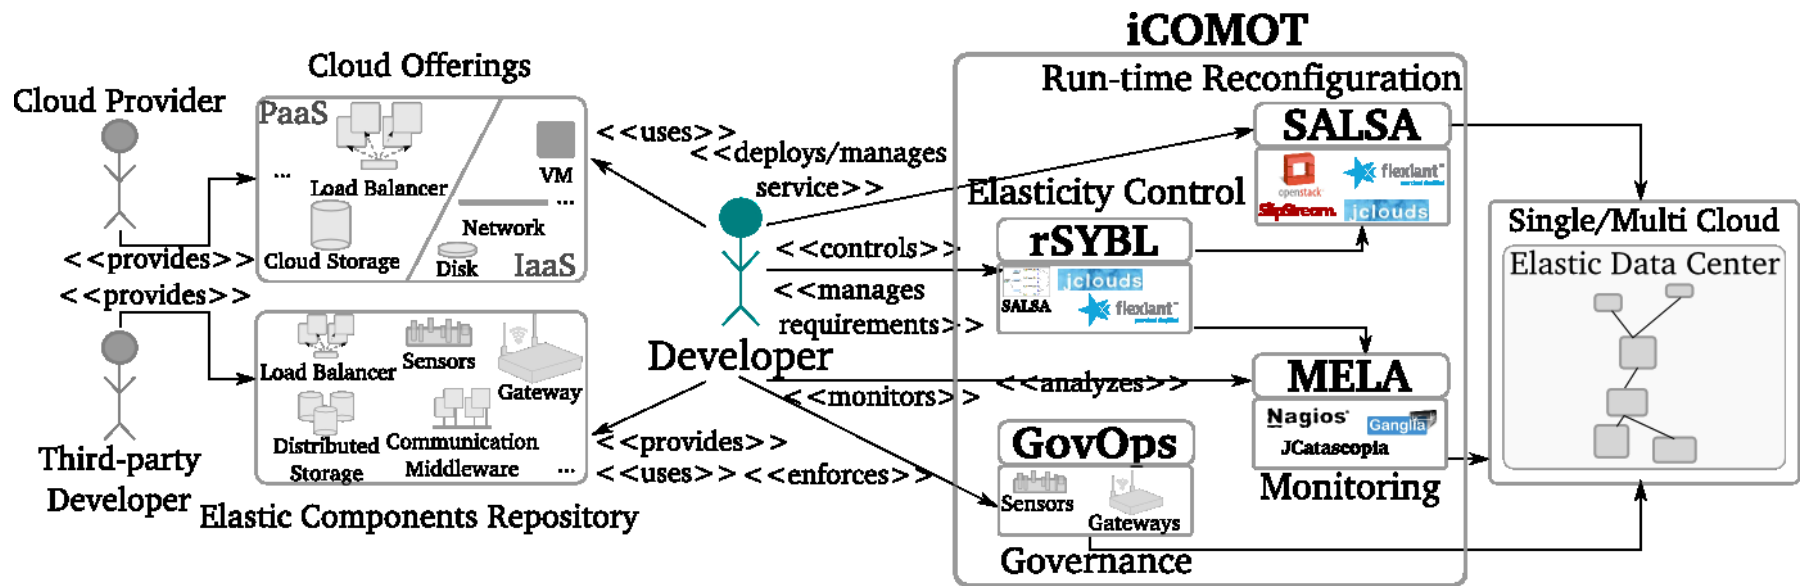 iCOMOT
Cloud Offerings
Run-time Reconfiguration
Cloud Provider
PaaS
SALSA
<<uses>>
<<deploys/manages
service>>
...
Load Balancer
VM
...
openstack
flexiant
SlipStream
jclouds
Elasticity Control
Network
Cloud Storage
Disk
IaaS
<<provides>>
<<controls>>
rSYBL
Single/Multi Cloud
Elastic Data Center
<<provides>>
<<manages
requirements>>
SALSA
jclouds
flexiant
Load Balancer
Sensors
Gateway
Developer
<<analyzes>>
MELA
<<monitors>>
Nagios
Ganglia
JCatascopia
Distributed
Storage
Communication
Middleware
...
<<provides>>
<<uses>>
<<enforces>>
GovOps
Third-party
Developer
Monitoring
Sensors
Gateways
Elastic Components Repository
Governance